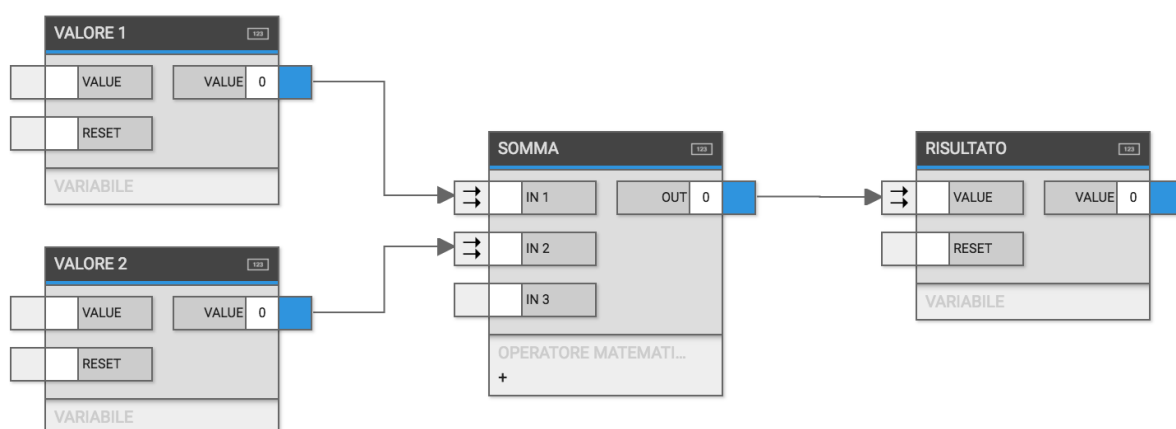 VALORE 1
123
VALUE
VALUE 0
RESET
VARIABILE
VALORE 2
123
VALUE
VALUE 0
RESET
VARIABILE
SOMMA
123
IN 1
OUT 0
IN 2
IN 3
OPERATORE MATEMATI...
+
RISULTATO
123
VALUE
VALUE 0
RESET
VARIABILE